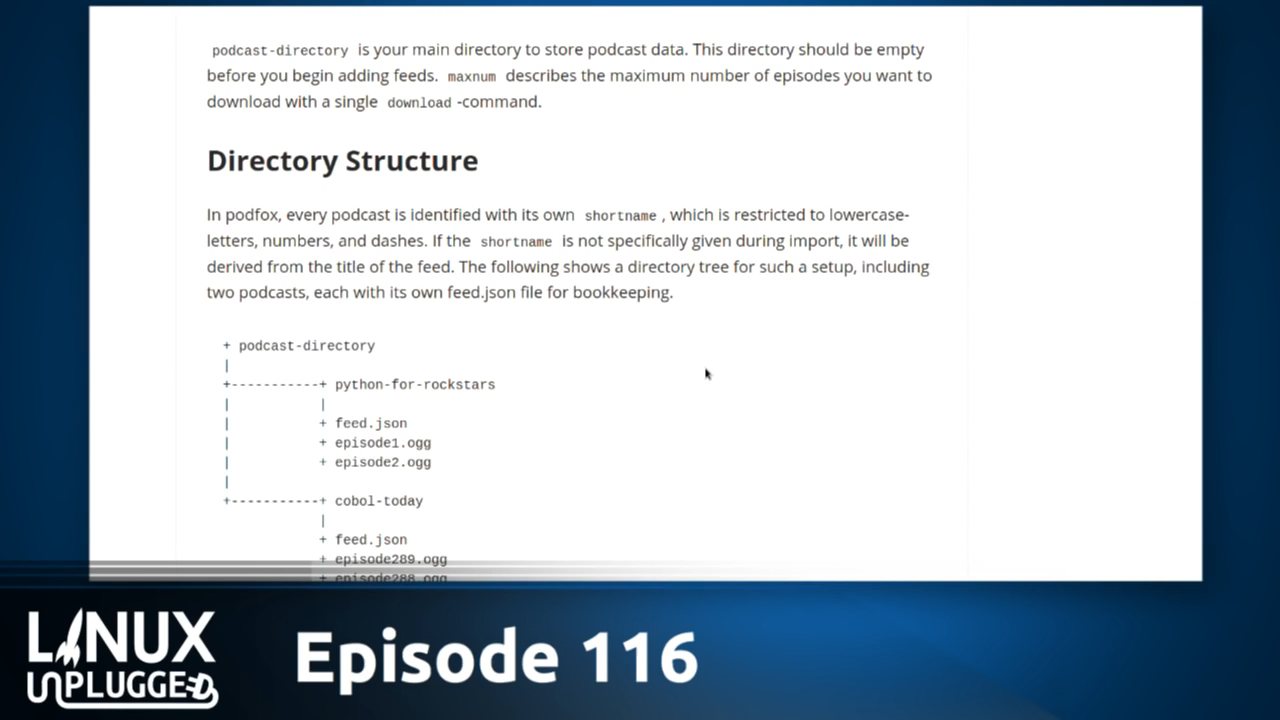 podcast-directory is your main directory to store podcast data. This directory should be empty
before you begin adding feeds. maxnum describes the maximum number of episodes you want to
download with a single download -command.
Directory Structure
In podfox, every podcast is identified with its own shortname , which is restricted to lowercase-
letters, numbers, and dashes. If the shortname is not specifically given during import, it will be
derived from the title of the feed. The following shows a directory tree for such a setup, including
two podcasts, each with its own feed.json file for bookkeeping.
+ podcast-directory
|
+-----------+ python-for-rockstars
|           |
|           + feed.json
|           + episode1.ogg
|           + episode2.ogg
|
+-----------+ cobol-today
            |
            + feed.json
            + episode289.ogg
            + episode288.ogg
LINUX
UNPLUGGED
Episode 116